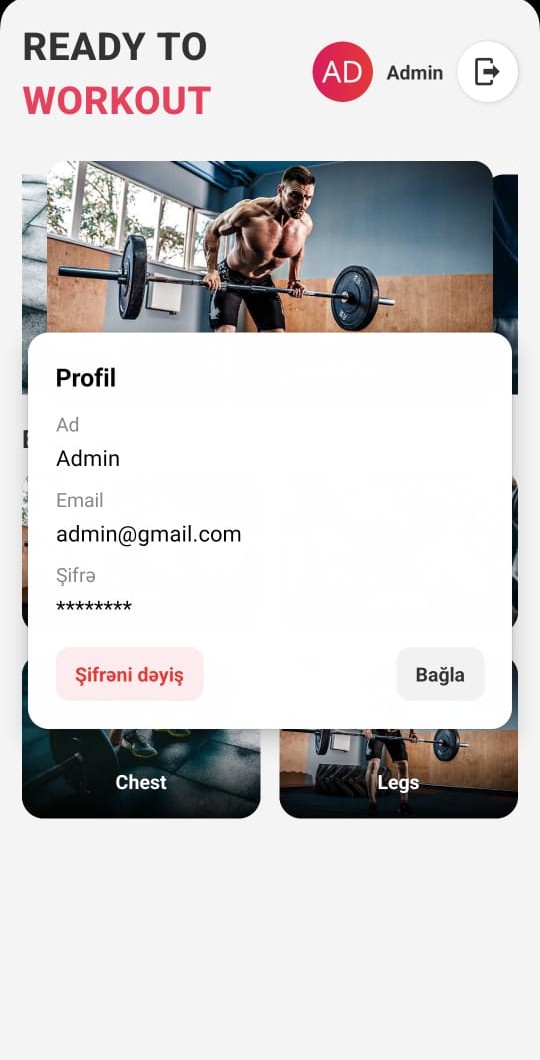 READY TO
WORKOUT
AD
Admin
Profil
Ad
Admin
Email
admin@gmail.com
Şifrə
********
Şifrəni dəyiş
Bağla
Chest
Legs